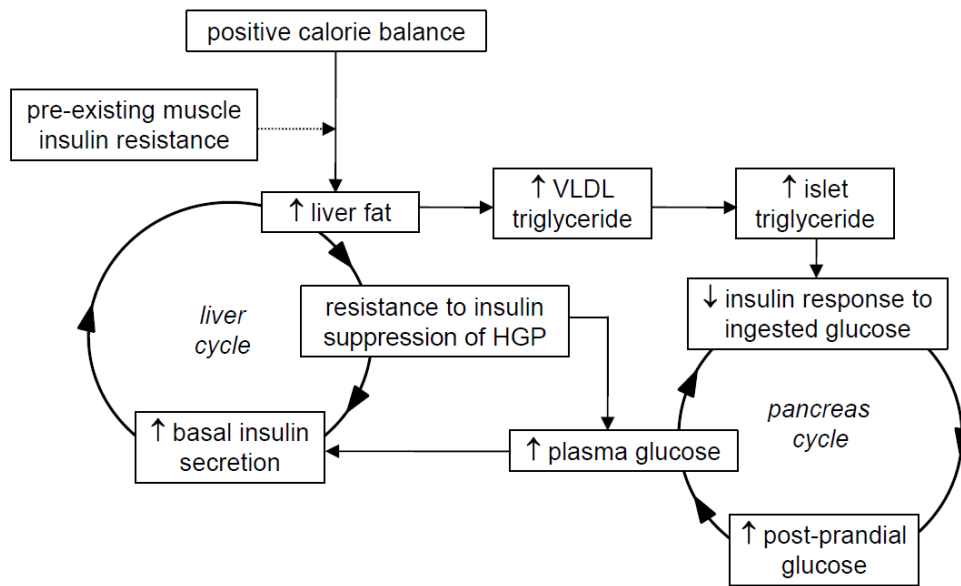 positive calorie balance
pre-existing muscle
insulin resistance
↑ liver fat
↑ VLDL
triglyceride
↑ islet
triglyceride
liver
cycle
resistance to insulin
suppression of HGP
↓ insulin response to
ingested glucose
pancreas
cycle
↑ basal insulin
secretion
↑ plasma glucose
↑ post-prandial
glucose